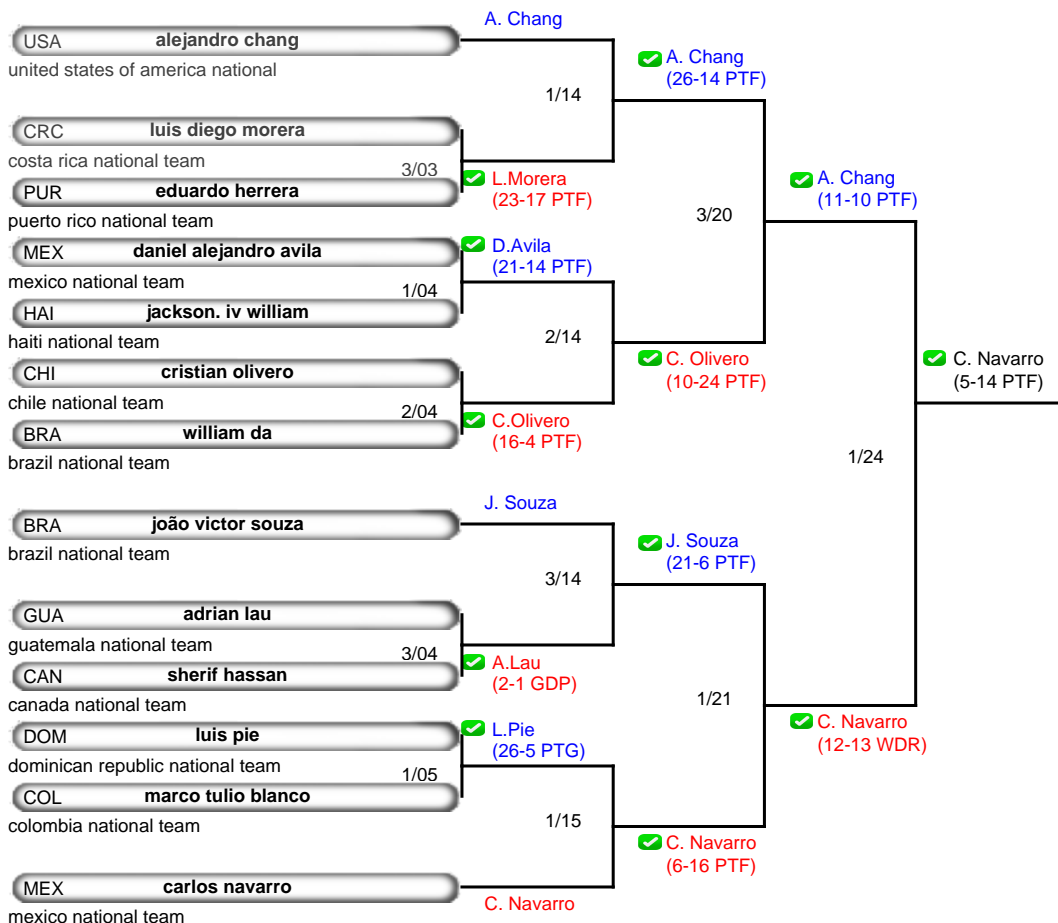 A. Chang
USA alejandro chang
united states of america national
A. Chang
(26-14 PTF)
1/14
CRC luis diego morera
costa rica national team
3/03
L.Morera
(23-17 PTF)
A. Chang
(11-10 PTF)
PUR eduardo herrera
puerto rico national team
3/20
MEX daniel alejandro avila
mexico national team
D.Avila
(21-14 PTF)
1/04
HAI jackson. iv william
haiti national team
2/14
CHI cristian olivero
chile national team
C. Olivero
(10-24 PTF)
C. Navarro
(5-14 PTF)
2/04
C.Olivero
(16-4 PTF)
BRA william da
brazil national team
1/24
J. Souza
BRA joão victor souza
brazil national team
J. Souza
(21-6 PTF)
3/14
GUA adrian lau
guatemala national team
3/04
A.Lau
(2-1 GDP)
CAN sherif hassan
canada national team
1/21
DOM luis pie
dominican republic national team
L.Pie
(26-5 PTG)
C. Navarro
(12-13 WDR)
1/05
COL marco tulio blanco
colombia national team
1/15
C. Navarro
(6-16 PTF)
MEX carlos navarro
mexico national team
C. Navarro